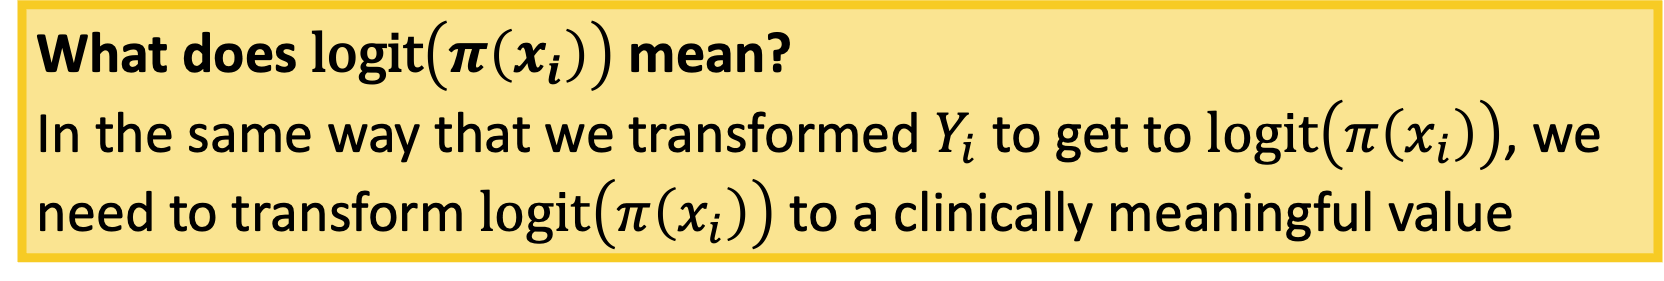 What does logit(π(xᵢ)) mean?
In the same way that we transformed Yᵢ to get to logit(π(xᵢ)), we
need to transform logit(π(xᵢ)) to a clinically meaningful value